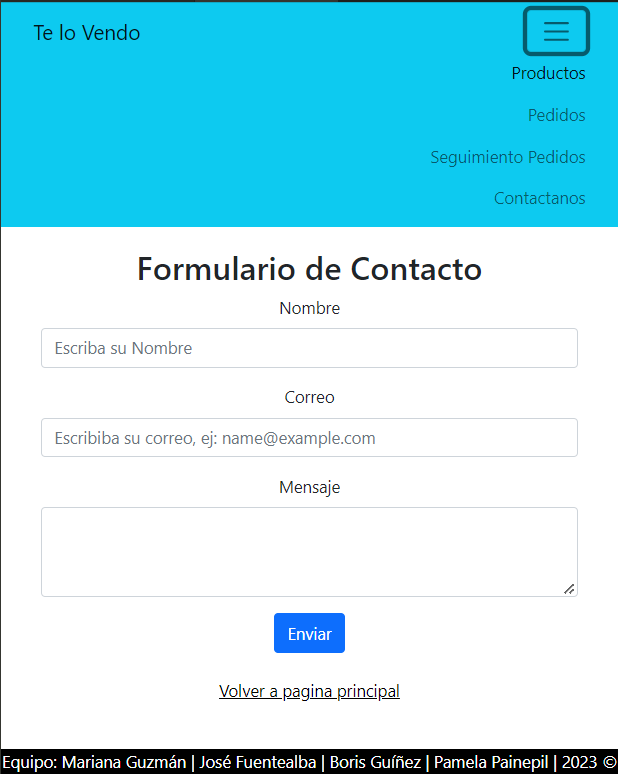 Te lo Vendo
Productos
Pedidos
Seguimiento Pedidos
Contactanos
Formulario de Contacto
Nombre
Escriba su Nombre
Correo
Escribiba su correo, ej: name@example.com
Mensaje
Enviar
Volver a pagina principal
Equipo: Mariana Guzmán | José Fuentealba | Boris Guíñez | Pamela Painepil | 2023 ©